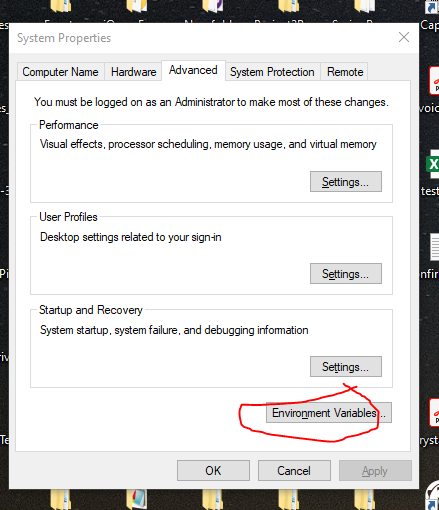 System Properties
Computer Name Hardware Advanced System Protection Remote
You must be logged on as an Administrator to make most of these changes.
Performance
Visual effects, processor scheduling, memory usage, and virtual memory
Settings...
User Profiles
Desktop settings related to your sign-in
Settings...
Startup and Recovery
System startup, system failure, and debugging information
Settings...
Environment Variables...
OK Cancel Apply